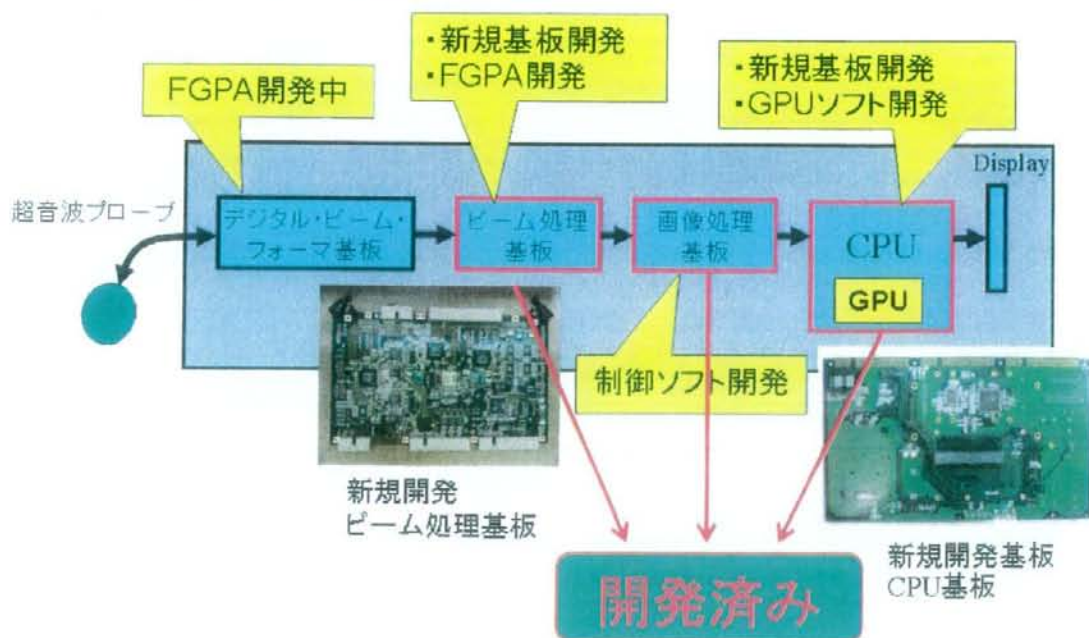 ・新規基板開発
・FGPA開発
FGPA開発中
・新規基板開発
・GPUソフト開発
Display
超音波プローブ
デジタル・ビーム・
フォーマ基板
ビーム処理
基板
画像処理
基板
CPU
GPU
制御ソフト開発
新規開発
ビーム処理基板
新規開発基板
CPU基板
開発済み